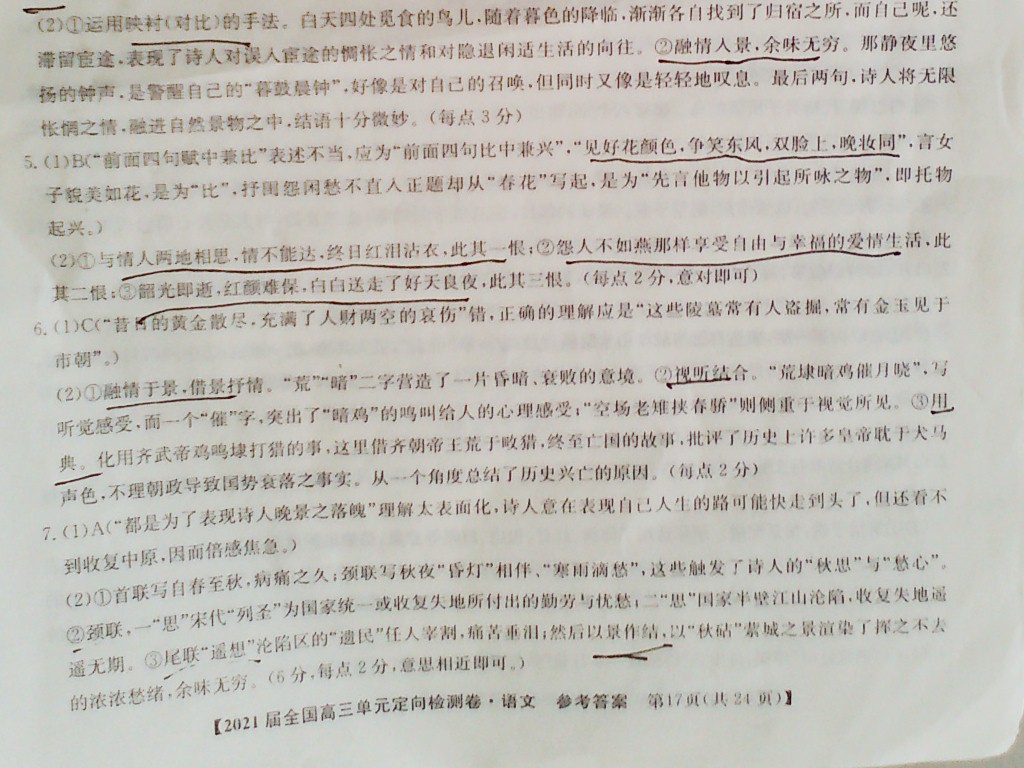 (2)①运用映衬(对比)的手法。白天四处觅食的鸟儿,随着暮色的降临,渐渐各自找到了归宿之所,而自己呢,还
滞留宦途,表现了诗人对误入宦途的惆怅之情和对隐退闲适生活的向往。②融情入景,余味无穷。那静夜里悠
扬的钟声,是警醒自己的“暮鼓晨钟”,好像是对自己的召唤,但同时又像是轻轻地叹息。最后两句,诗人将无限
怅惘之情,融进自然景物之中,结语十分微妙。(每点3分)
5.(1)B(“前面四句赋中兼比”表述不当,应为“前面四句比中兼兴”,“见好花颜色,争笑东风,双脸上,晚妆同”,言女
子貌美如花,是为“比”,抒闺怨闲愁不直入正题却从“春花”写起,是为“先言他物以引起所咏之物”,即托物
起兴。)
(2)①与情人两地相思,情不能达,终日红泪沾衣,此其一恨;②怨人不如燕那样享受自由与幸福的爱情生活,此
其二恨;③韶光即逝,红颜难保,白白送走了好天良夜,此其三恨。(每点2分,意对即可)
6.(1)C(“昔日的黄金散尽,充满了人财两空的哀伤”错,正确的理解应是“这些陵墓常有人盗掘,常有金玉见于
市朝”。)
(2)①融情于景,借景抒情。“荒”“暗”二字营造了一片昏暗、衰败的意境。②视听结合。“荒埭暗鸡催月晓”,写
听觉感受,而一个“催”字,突出了“暗鸡”的鸣叫给人的心理感受;“空场老雉挟春骄”则侧重于视觉所见。③用
典。化用齐武帝鸡鸣埭打猎的事,这里借齐朝帝王荒于畋猎,终至亡国的故事,批评了历史上许多皇帝耽于犬马
声色,不理朝政导致国势衰落之事实。从一个角度总结了历史兴亡的原因。(每点2分)
7.(1)A(“都是为了表现诗人晚景之落魄”理解太表面化,诗人意在表现自己人生的路可能快走到头了,但还看不
到收复中原,因而倍感焦急。)
(2)①首联写自春至秋,病痛之久;颔联写秋夜“昏灯”相伴、“寒雨滴愁”,这些触发了诗人的“秋思”与“愁心”。
②颈联,一“思”宋代“列圣”为国家统一或收复失地所付出的勤劳与忧愁;二“思”国家半壁江山沦陷,收复失地遥
遥无期。③尾联“遥想”沦陷区的“遗民”任人宰割,痛苦垂泪;然后以景作结,以“秋砧”萦城之景渲染了挥之不去
的浓浓愁绪,余味无穷。(6分,每点2分,意思相近即可。)
【2021届全国高三单元定向检测卷·语文 参考答案 第17页(共24页)】